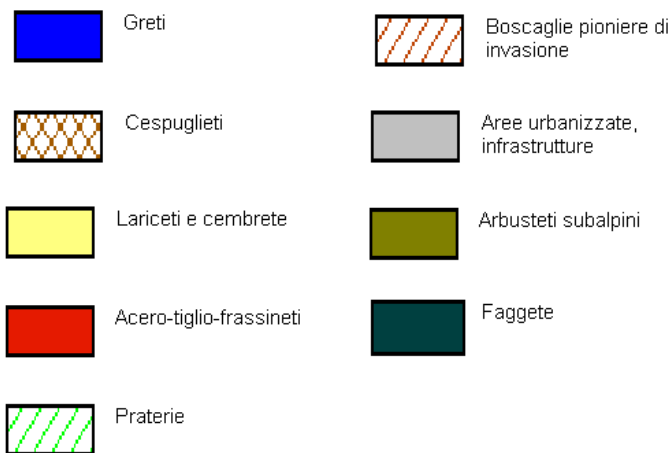 Greti
Cespuglieti
Lariceti e cembrete
Acero-tiglio-frassineti
Praterie
Boscaglie pioniere di
invasione
Aree urbanizzate,
infrastrutture
Arbusteti subalpini
Faggete